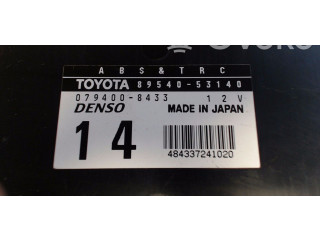 ABS & TRC
TOYOTA 89540-53140
079400-8433 12V
DENSO MADE IN JAPAN
14
484337241020